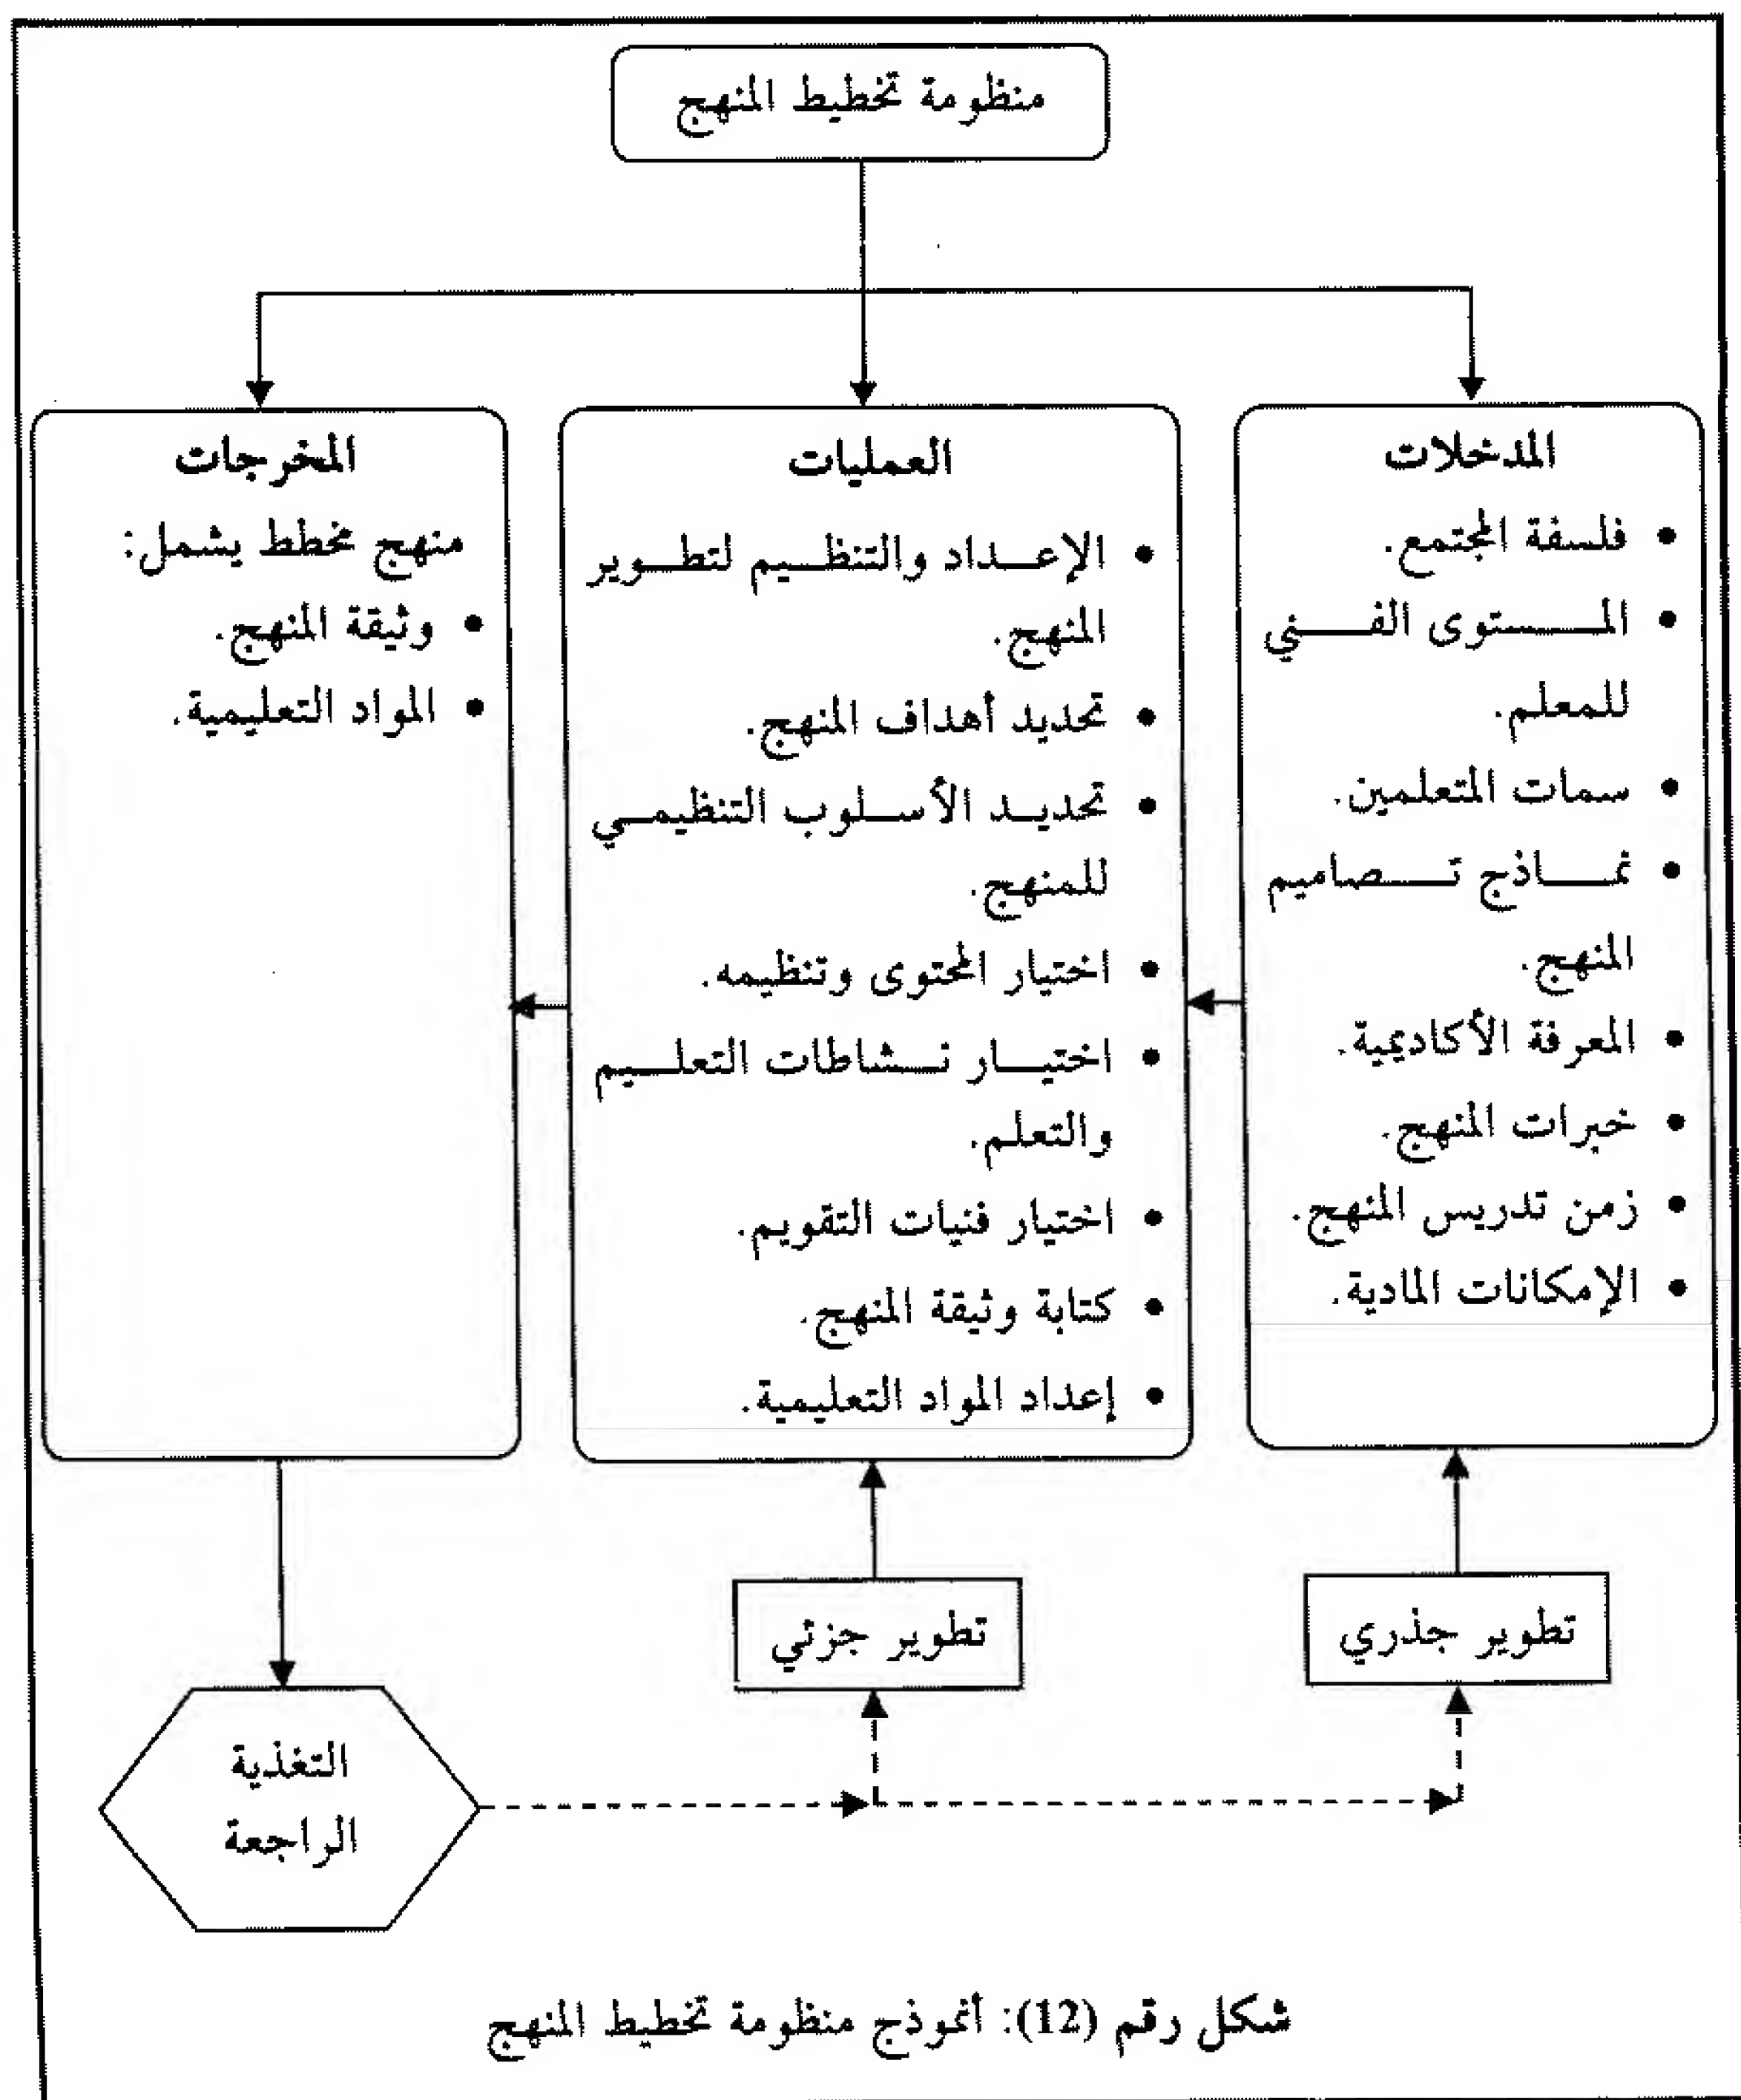 منظومة تخطيط المنهج
المدخلات
• فلسفة المجتمع.
• المستوى الفني
للمعلم.
• سمات المتعلمين.
• نماذج تصاميم
المنهج.
• المعرفة الأكاديمية.
• خبرات المنهج.
• زمن تدريس المنهج.
• الإمكانات المادية.
العمليات
• الإعداد والتنظيم لتطوير
المنهج.
• تحديد أهداف المنهج.
• تحديد الأسلوب التنظيمي
للمنهج.
• اختيار المحتوى وتنظيمه.
• اختيار نشاطات التعليم
والتعلم.
• اختيار فنيات التقويم.
• كتابة وثيقة المنهج.
• إعداد المواد التعليمية.
المخرجات
منهج مخطط يشمل:
• وثيقة المنهج.
• المواد التعليمية.
تطوير جذري
تطوير جزئي
التغذية
الراجعة
شكل رقم (12): أنموذج منظومة تخطيط المنهج